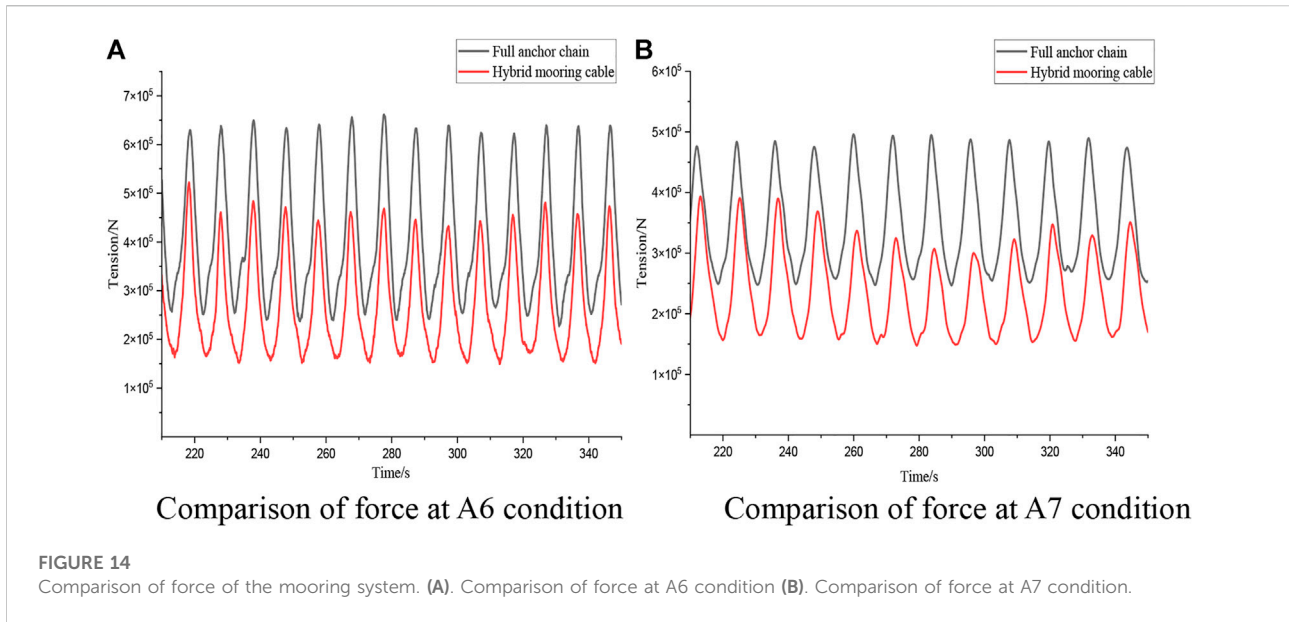 A
Full anchor chain
Hybrid mooring cable
7×10⁵
6×10⁵
5×10⁵
4×10⁵
3×10⁵
2×10⁵
1×10⁵
Tension/N
220 240 260 280 300 320 340
Time/s
Comparison of force at A6 condition
B
Full anchor chain
Hybrid mooring cable
6×10⁵
5×10⁵
4×10⁵
3×10⁵
2×10⁵
1×10⁵
Tension/N
220 240 260 280 300 320 340
Time/s
Comparison of force at A7 condition
FIGURE 14
Comparison of force of the mooring system. (A). Comparison of force at A6 condition (B). Comparison of force at A7 condition.